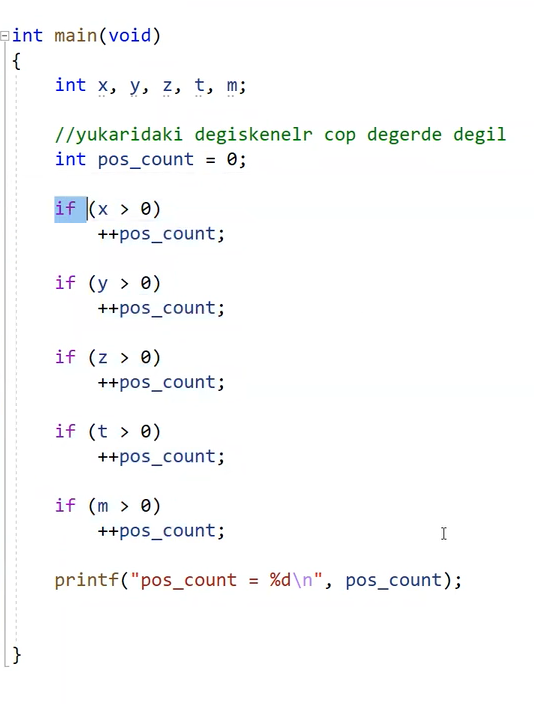 int main(void)
{
int x, y, z, t, m;
//yukaridaki degiskenelr cop degerde degil
int pos_count = 0;
if (x > 0)
++pos_count;
if (y > 0)
++pos_count;
if (z > 0)
++pos_count;
if (t > 0)
++pos_count;
if (m > 0)
++pos_count;
printf("pos_count = %d\n", pos_count);
}